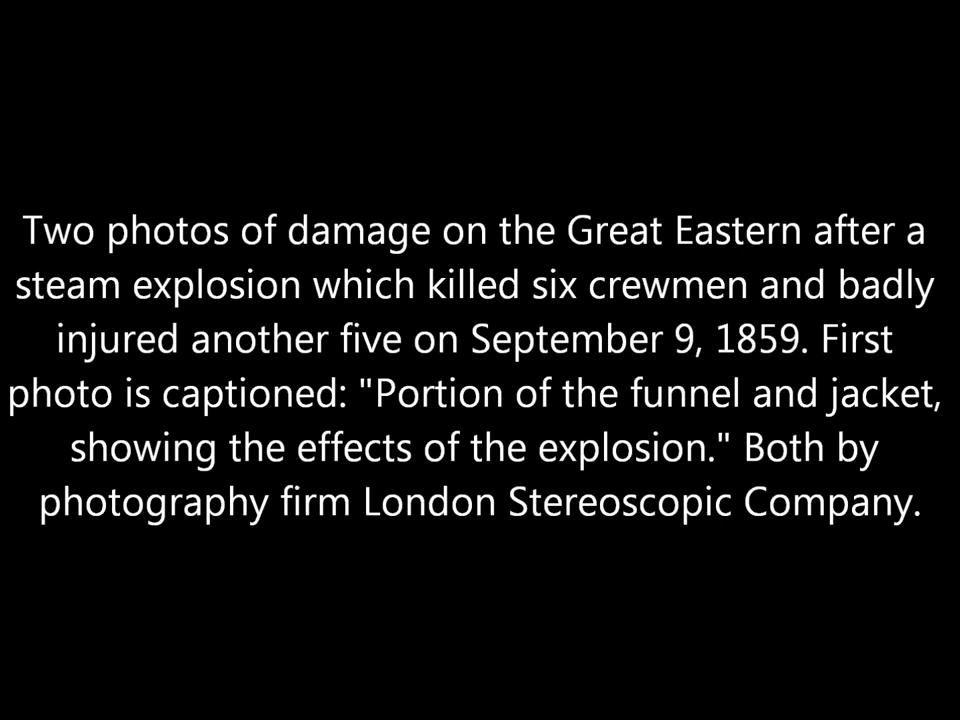 Two photos of damage on the Great Eastern after a
steam explosion which killed six crewmen and badly
injured another five on September 9, 1859. First
photo is captioned: "Portion of the funnel and jacket,
showing the effects of the explosion." Both by
photography firm London Stereoscopic Company.